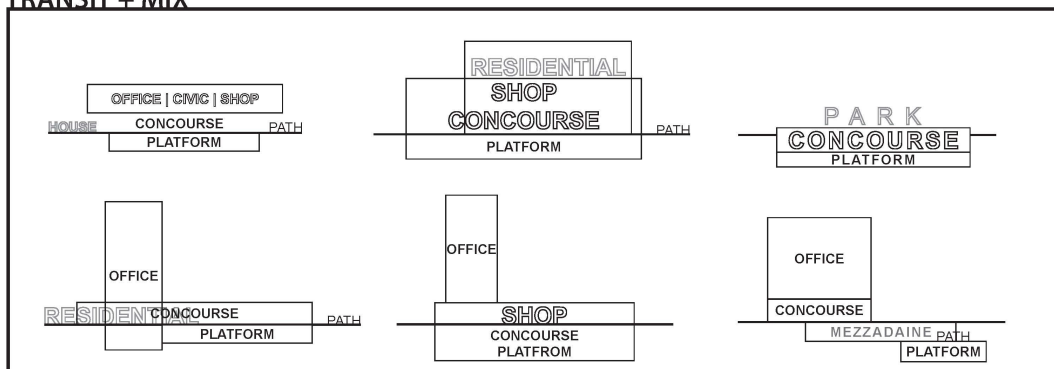 TRANSIT + MIX
OFFICE | CIVIC | SHOP
HOUSE CONCOURSE PATH
PLATFORM
RESIDENTIAL
SHOP
CONCOURSE
PATH
PLATFORM
PARK
CONCOURSE
PLATFORM
OFFICE
RESIDENTIAL CONCOURSE
PATH
PLATFORM
OFFICE
SHOP
CONCOURSE
PLATFROM
OFFICE
CONCOURSE
MEZZADAINE PATH
PLATFORM